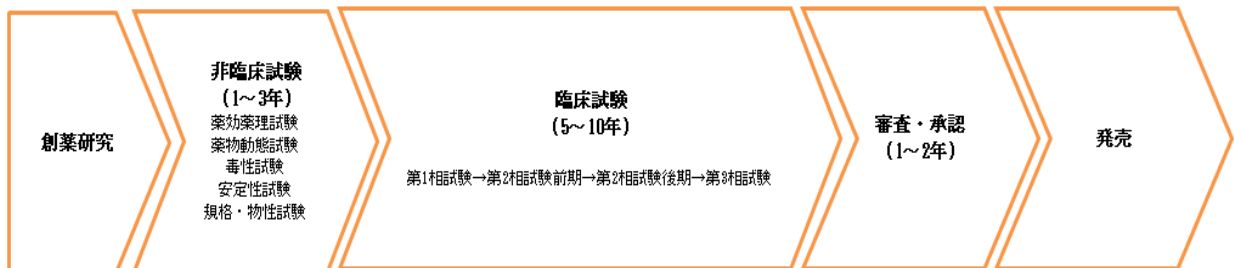 創薬研究
非臨床試験
(1～3年)
薬効薬理試験
薬物動態試験
毒性試験
安定性試験
規格・物性試験
臨床試験
(5～10年)
第1相試験→第2相試験前期→第2相試験後期→第3相試験
審査・承認
(1～2年)
発売